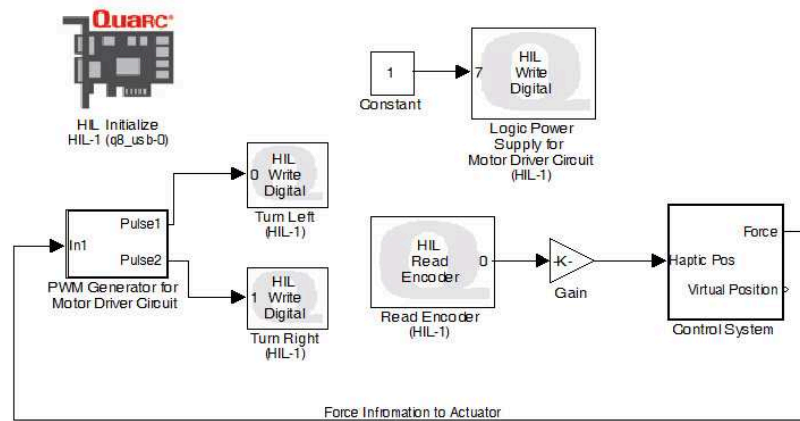 QUARC®
HIL Initialize
HIL-1 (q8_usb-0)
1
Constant
7
HIL
Write
Digital
Logic Power
Supply for
Motor Driver Circuit
(HIL-1)
In1
Pulse1
Pulse2
PWM Generator for
Motor Driver Circuit
0
HIL
Write
Digital
Turn Left
(HIL-1)
1
HIL
Write
Digital
Turn Right
(HIL-1)
HIL
Read
Encoder
0
Read Encoder
(HIL-1)
-K-
Gain
Haptic Pos
Force
Virtual Position
Control System
Force Infromation to Actuator